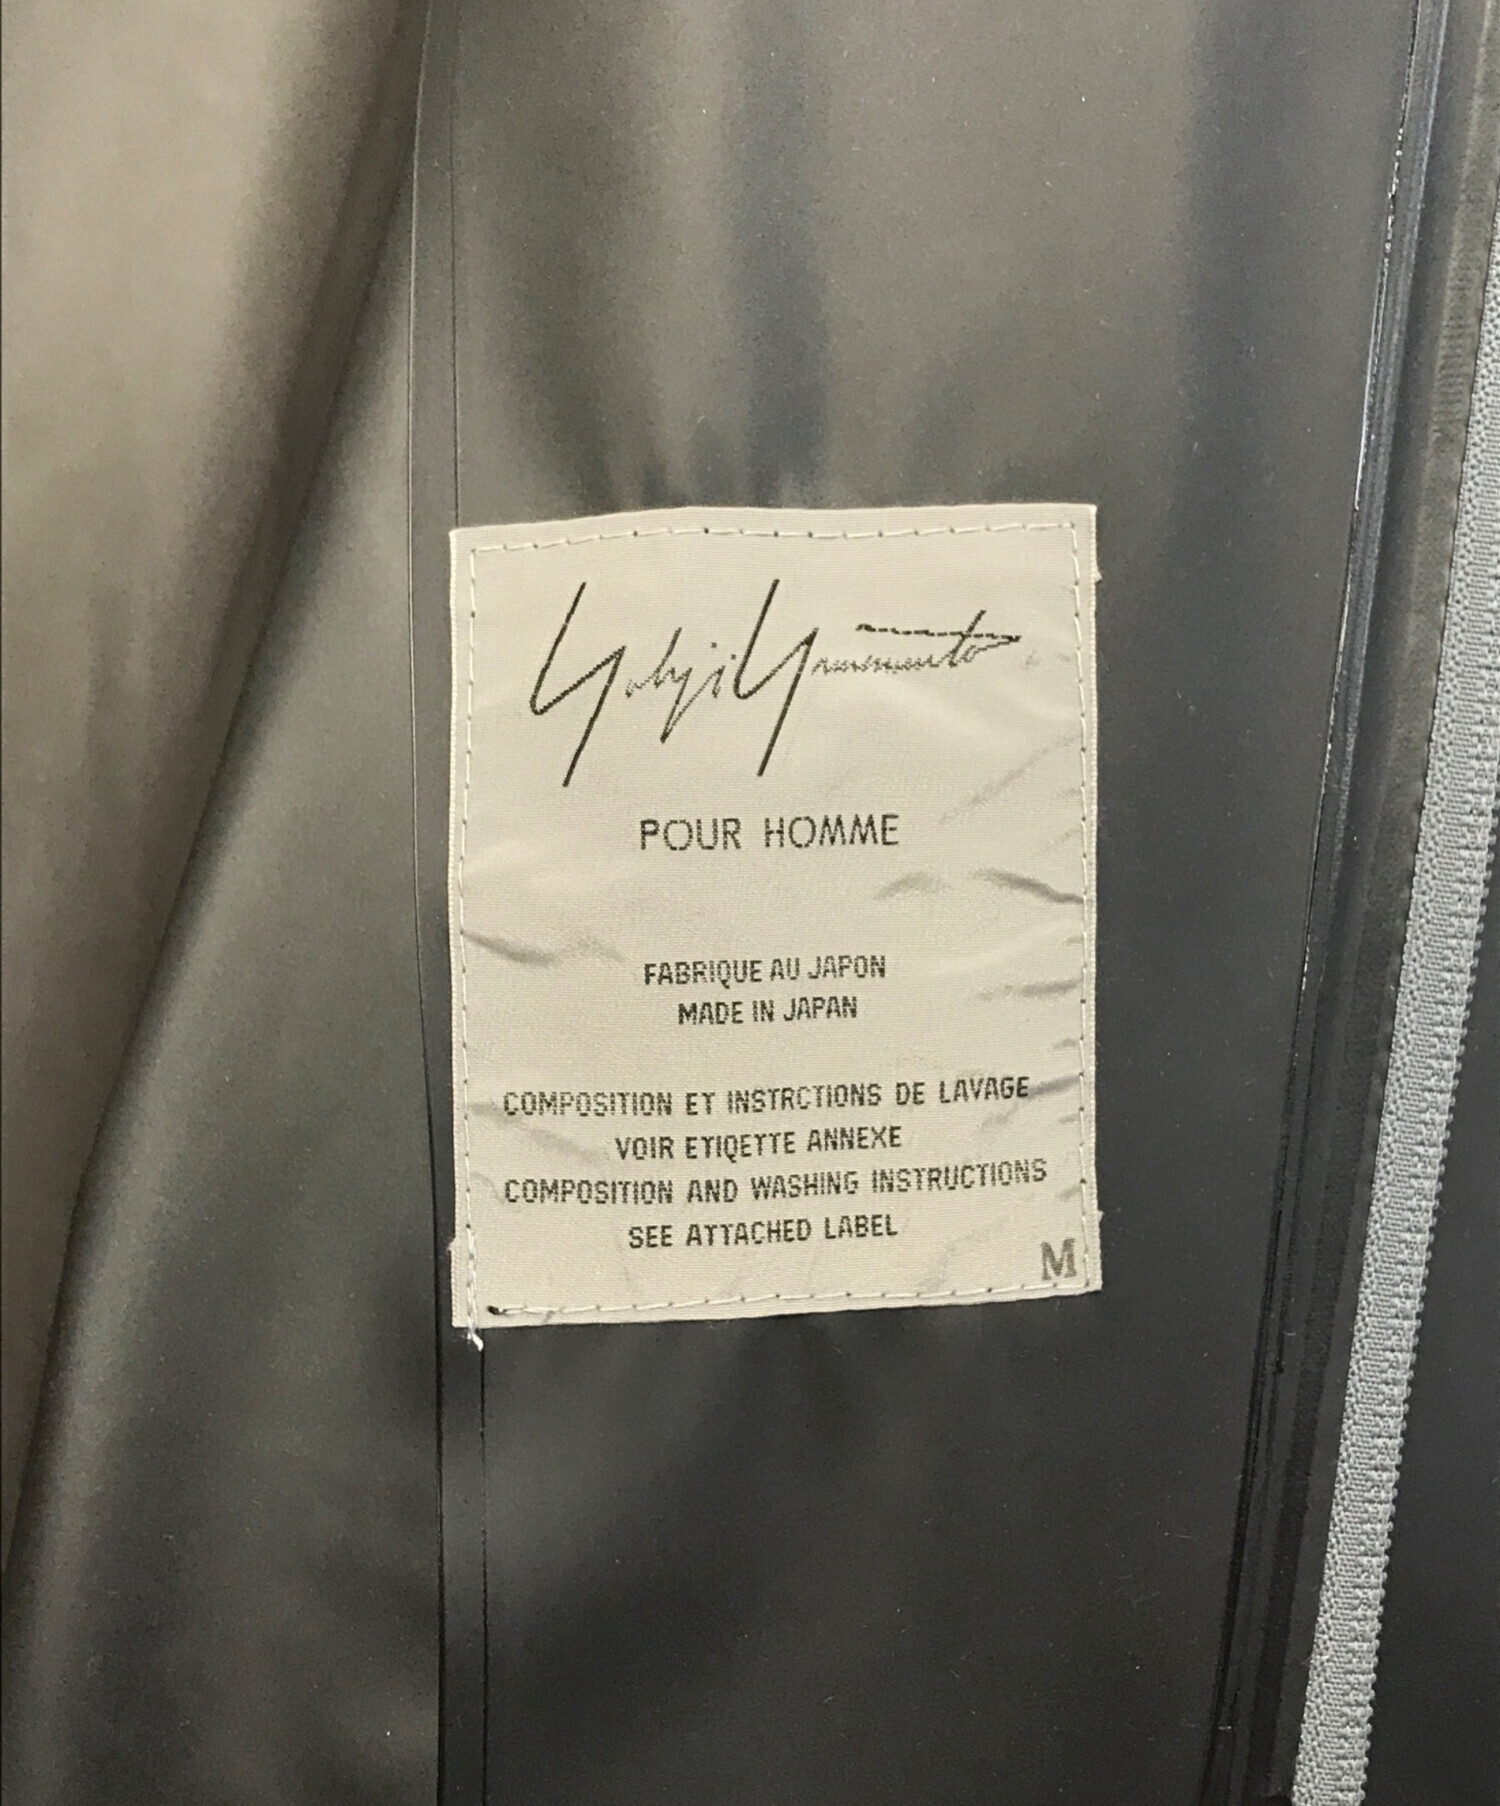 Yohji Yamamoto
POUR HOMME
FABRIQUE AU JAPON
MADE IN JAPAN
COMPOSITION ET INSTRCTIONS DE LAVAGE
VOIR ETIQETTE ANNEXE
COMPOSITION AND WASHING INSTRUCTIONS
SEE ATTACHED LABEL
M